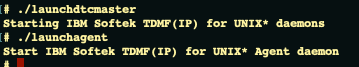 # ./launchdtcmaster
Starting IBM Softek TDMF(IP) for UNIX* daemons
# ./launchagent
Start IBM Softek TDMF(IP) for UNIX* Agent daemon
#